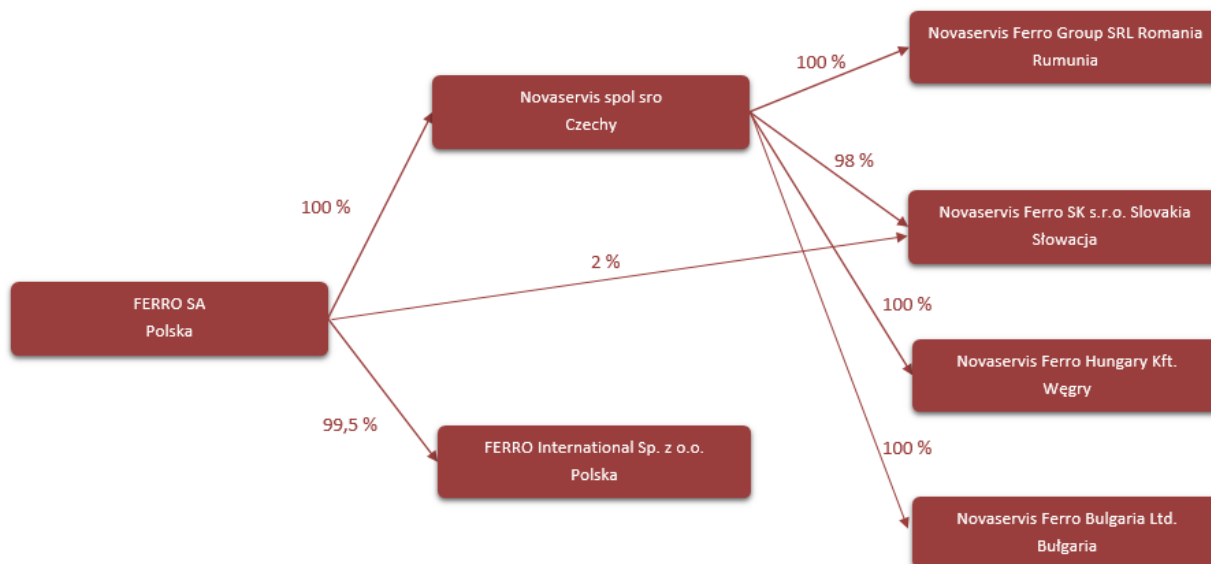 Novaservis Ferro Group SRL Romania
Rumunia
100 %
Novaservis spol sro
Czechy
98 %
100 %
Novaservis Ferro SK s.r.o. Slovakia
Słowacja
2 %
FERRO SA
Polska
100 %
Novaservis Ferro Hungary Kft.
Węgry
99,5 %
FERRO International Sp. z o.o.
Polska
100 %
Novaservis Ferro Bulgaria Ltd.
Bułgaria